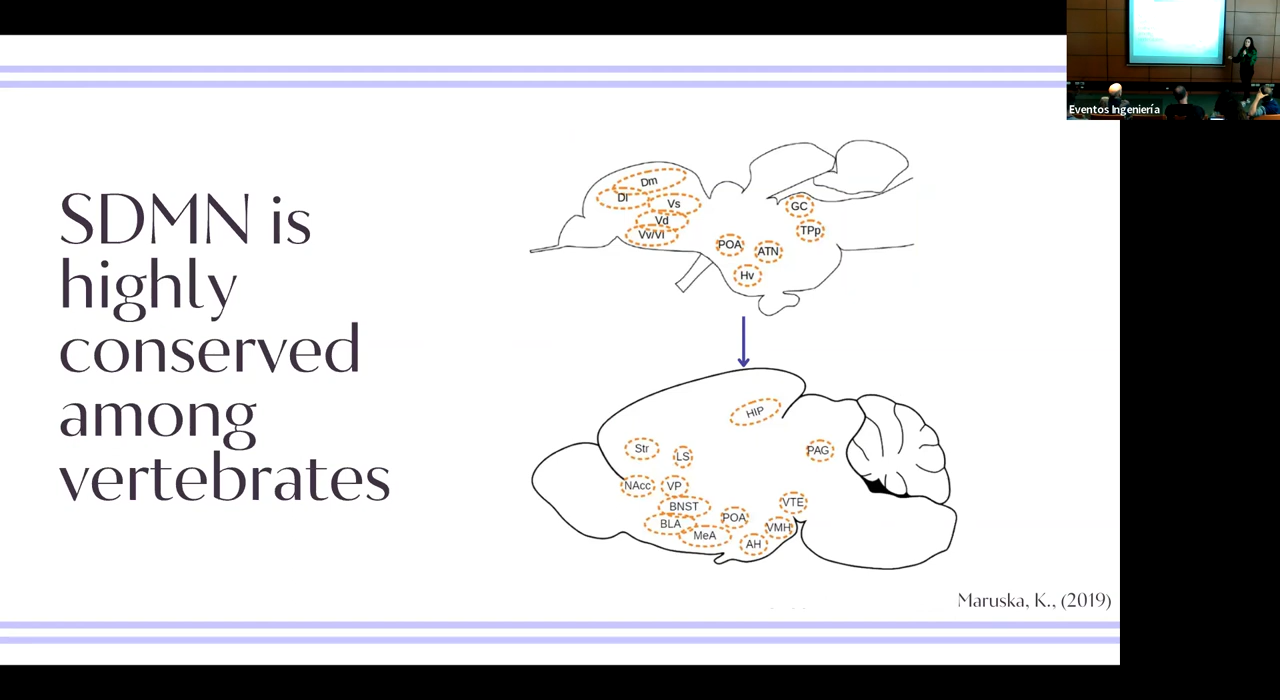 SDMN is
highly
conserved
among
vertebrates
Dm
Dl
Vs
Vd
Vv/Vl
GC
TPp
POA
ATN
Hv
HIP
Str
LS
PAG
NAcc
VP
BNST
VTE
BLA
POA
VMH
MeA
AH
Maruska, K., (2019)
Eventos Ingeniería